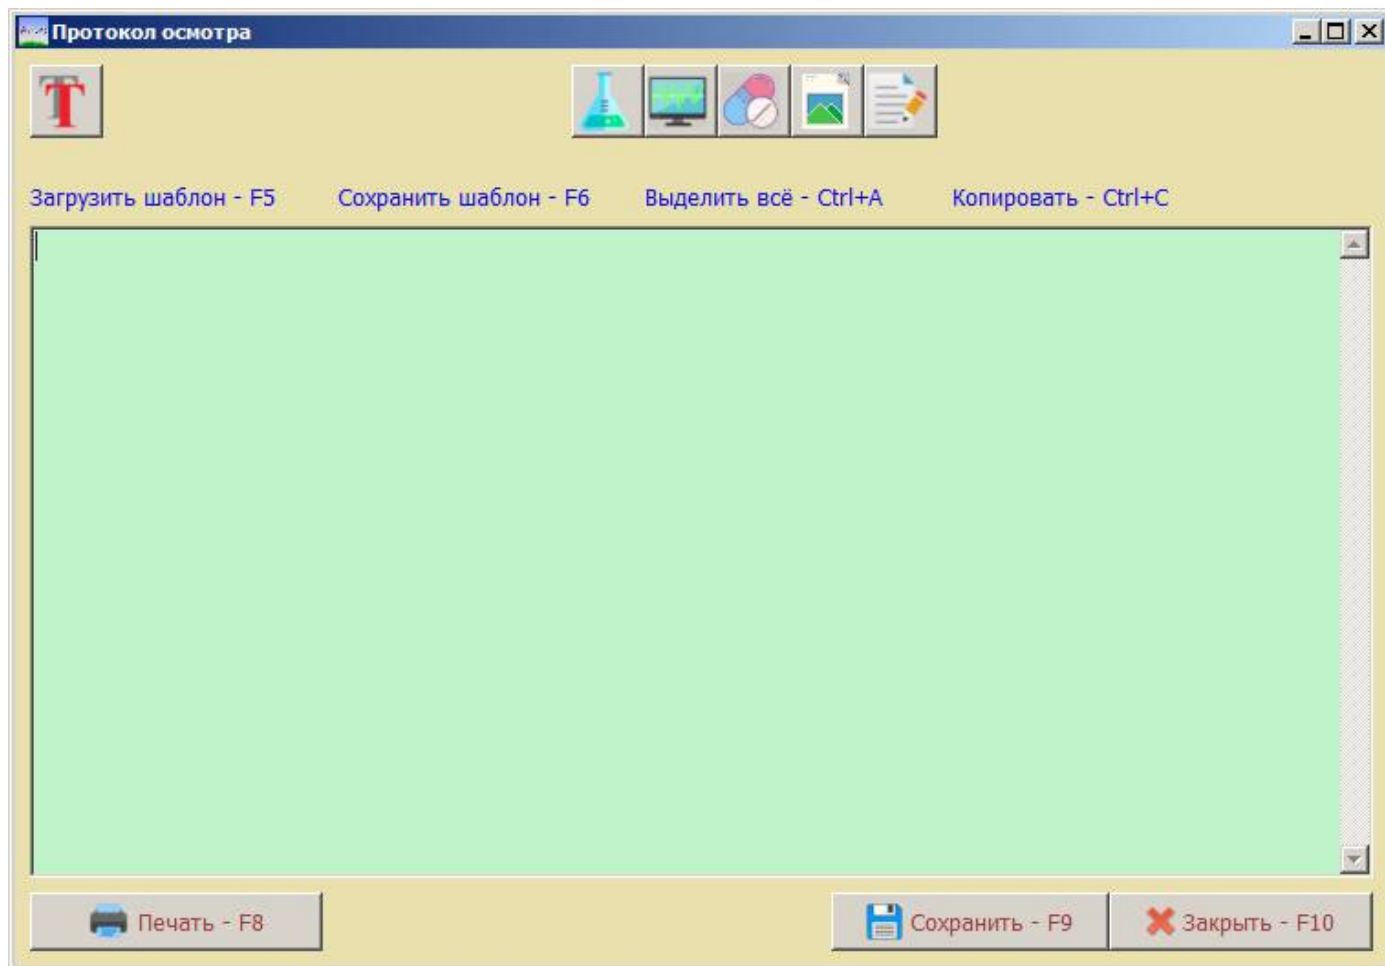 Протокол осмотра
Загрузить шаблон - F5 Сохранить шаблон - F6 Выделить всё - Ctrl+A Копировать - Ctrl+C
Печать - F8 Сохранить - F9 Закрыть - F10